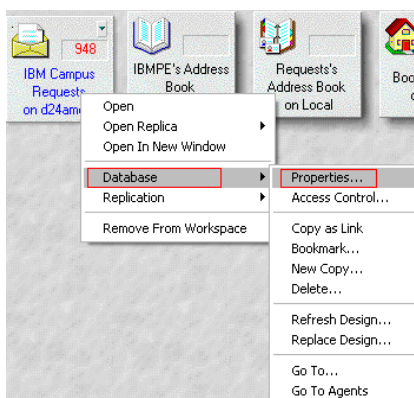 948
IBM Campus
Requests
on d24am
IBMPE's Address
Book
Requests's
Address Book
on Local
Boo
Open
Open Replica
Open In New Window
Database
Replication
Remove From Workspace
Properties...
Access Control...
Copy as Link
Bookmark...
New Copy...
Delete...
Refresh Design...
Replace Design...
Go To...
Go To Agents